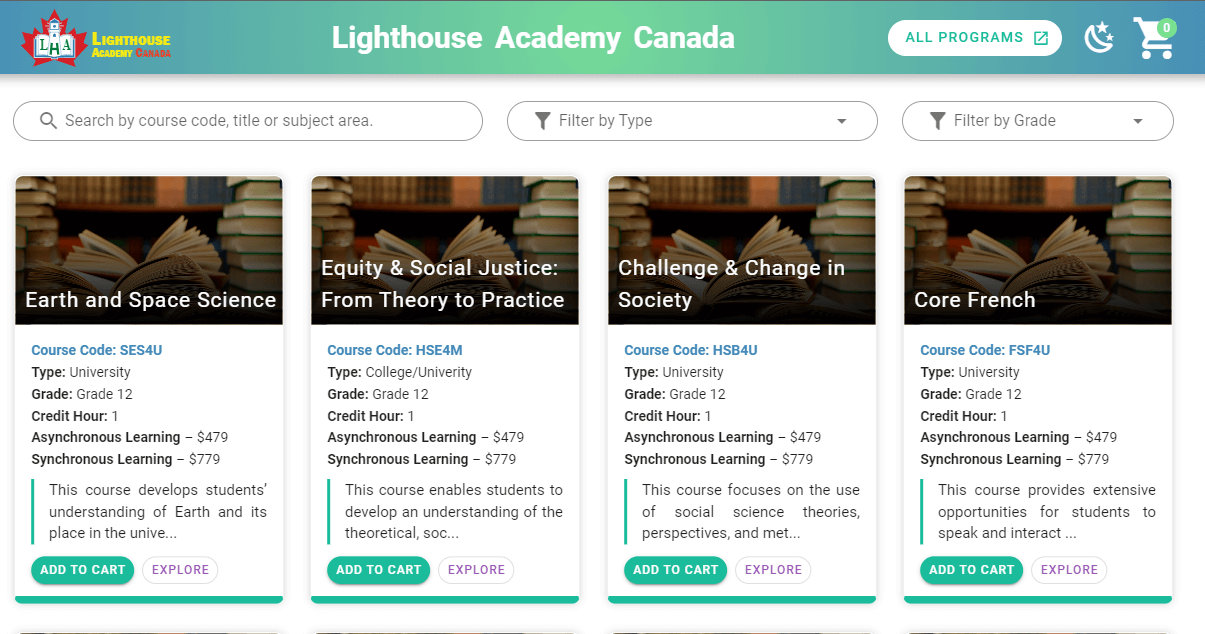 LHA
LIGHTHOUSE
ACADEMY CANADA
Lighthouse Academy Canada
ALL PROGRAMS
0
Search by course code, title or subject area.
Filter by Type
Filter by Grade
Earth and Space Science
Course Code: SES4U
Type: University
Grade: Grade 12
Credit Hour: 1
Asynchronous Learning – $479
Synchronous Learning – $779
This course develops students’
understanding of Earth and its
place in the unive...
ADD TO CART
EXPLORE
Equity & Social Justice:
From Theory to Practice
Course Code: HSE4M
Type: College/Univerity
Grade: Grade 12
Credit Hour: 1
Asynchronous Learning – $479
Synchronous Learning – $779
This course enables students to
develop an understanding of the
theoretical, soc...
ADD TO CART
EXPLORE
Challenge & Change in
Society
Course Code: HSB4U
Type: University
Grade: Grade 12
Credit Hour: 1
Asynchronous Learning – $479
Synchronous Learning – $779
This course focuses on the use
of social science theories,
perspectives, and met...
ADD TO CART
EXPLORE
Core French
Course Code: FSF4U
Type: University
Grade: Grade 12
Credit Hour: 1
Asynchronous Learning – $479
Synchronous Learning – $779
This course provides extensive
opportunities for students to
speak and interact ...
ADD TO CART
EXPLORE